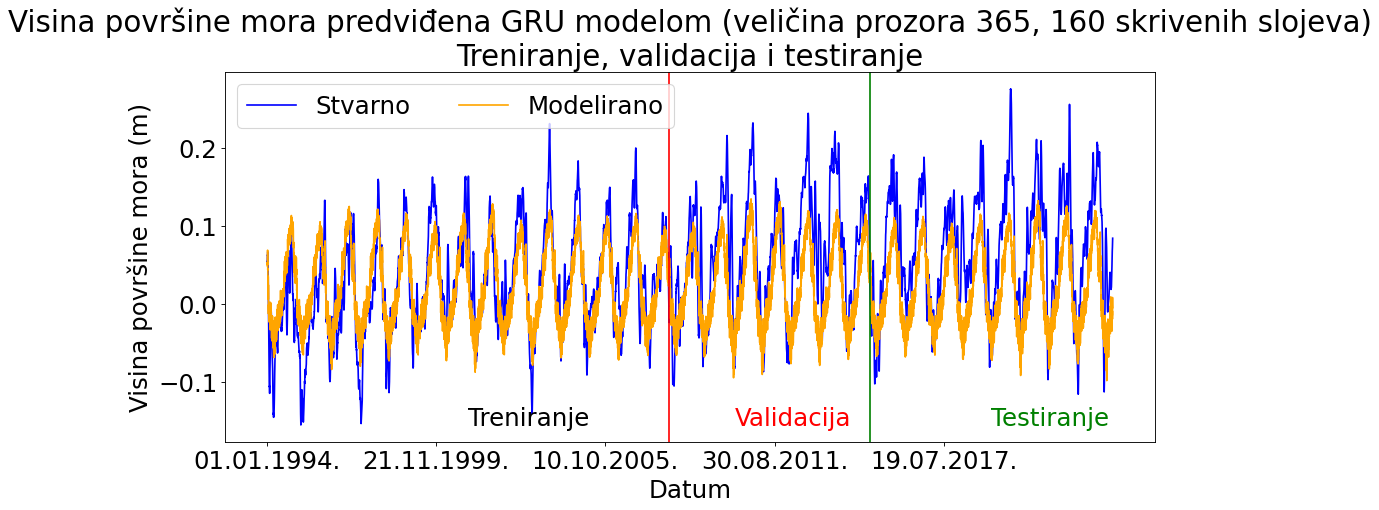 Visina površine mora predviđena GRU modelom (veličina prozora 365, 160 skrivenih slojeva)
Treniranje, validacija i testiranje
Stvarno
Modelirano
Visina površine mora (m)
0.2
0.1
0.0
−0.1
Treniranje
Validacija
Testiranje
01.01.1994.
21.11.1999.
10.10.2005.
30.08.2011.
19.07.2017.
Datum